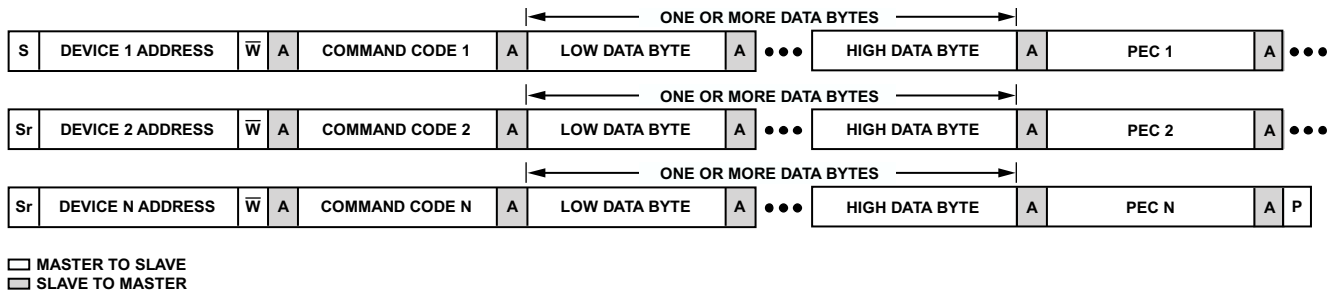 ONE OR MORE DATA BYTES
S DEVICE 1 ADDRESS W̅ A COMMAND CODE 1 A LOW DATA BYTE A ••• HIGH DATA BYTE A PEC 1 A •••
ONE OR MORE DATA BYTES
Sr DEVICE 2 ADDRESS W̅ A COMMAND CODE 2 A LOW DATA BYTE A ••• HIGH DATA BYTE A PEC 2 A •••
ONE OR MORE DATA BYTES
Sr DEVICE N ADDRESS W̅ A COMMAND CODE N A LOW DATA BYTE A ••• HIGH DATA BYTE A PEC N A P
MASTER TO SLAVE
SLAVE TO MASTER